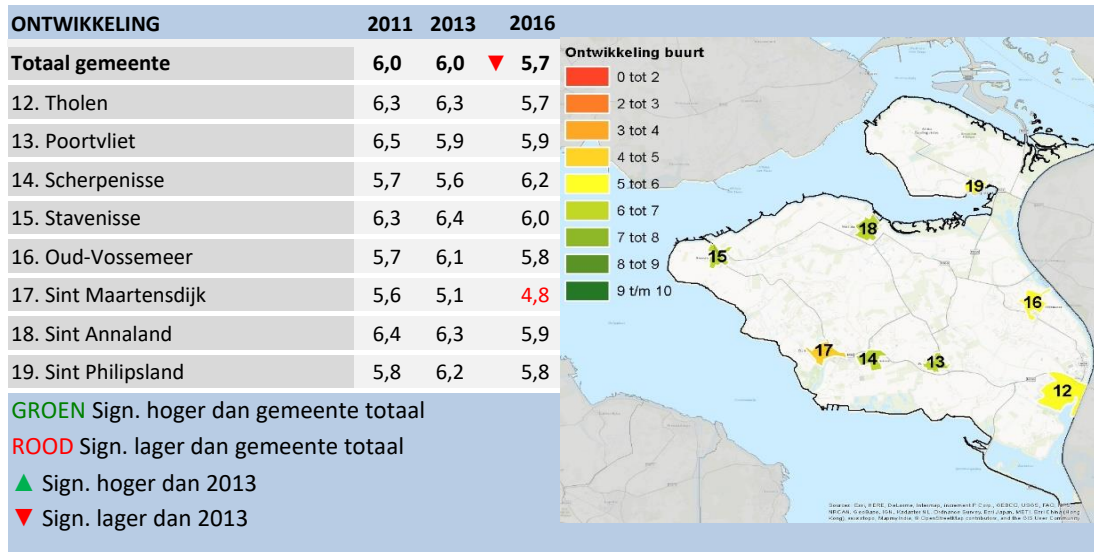 ONTWIKKELING 2011 2013 2016
Totaal gemeente 6,0 6,0 ▼ 5,7
12. Tholen 6,3 6,3 5,7
13. Poortvliet 6,5 5,9 5,9
14. Scherpenisse 5,7 5,6 6,2
15. Stavenisse 6,3 6,4 6,0
16. Oud-Vossemeer 5,7 6,1 5,8
17. Sint Maartensdijk 5,6 5,1 4,8
18. Sint Annaland 6,4 6,3 5,9
19. Sint Philipsland 5,8 6,2 5,8
GROEN Sign. hoger dan gemeente totaal
ROOD Sign. lager dan gemeente totaal
▲ Sign. hoger dan 2013
▼ Sign. lager dan 2013
Ontwikkeling buurt
0 tot 2
2 tot 3
3 tot 4
4 tot 5
5 tot 6
6 tot 7
7 tot 8
8 tot 9
9 t/m 10
19
18
15
16
17
14
13
12